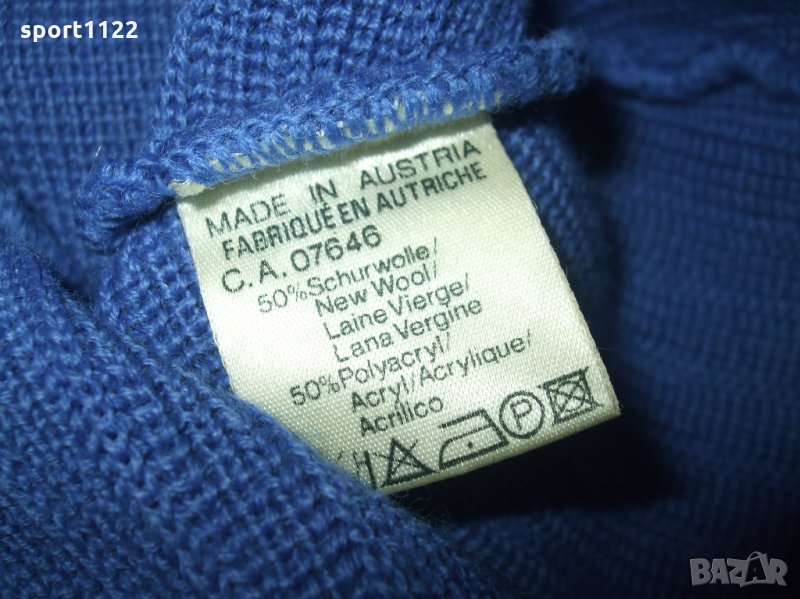 sport1122
MADE IN AUSTRIA
FABRIQUÉ EN AUTRICHE
C.A. 07646
50% Schurwolle/
New Wool/
Laine Vierge/
Lana Vergine
50% Polyacryl/
Acryl/Acrylique/
Acrilico
P
BAZAR